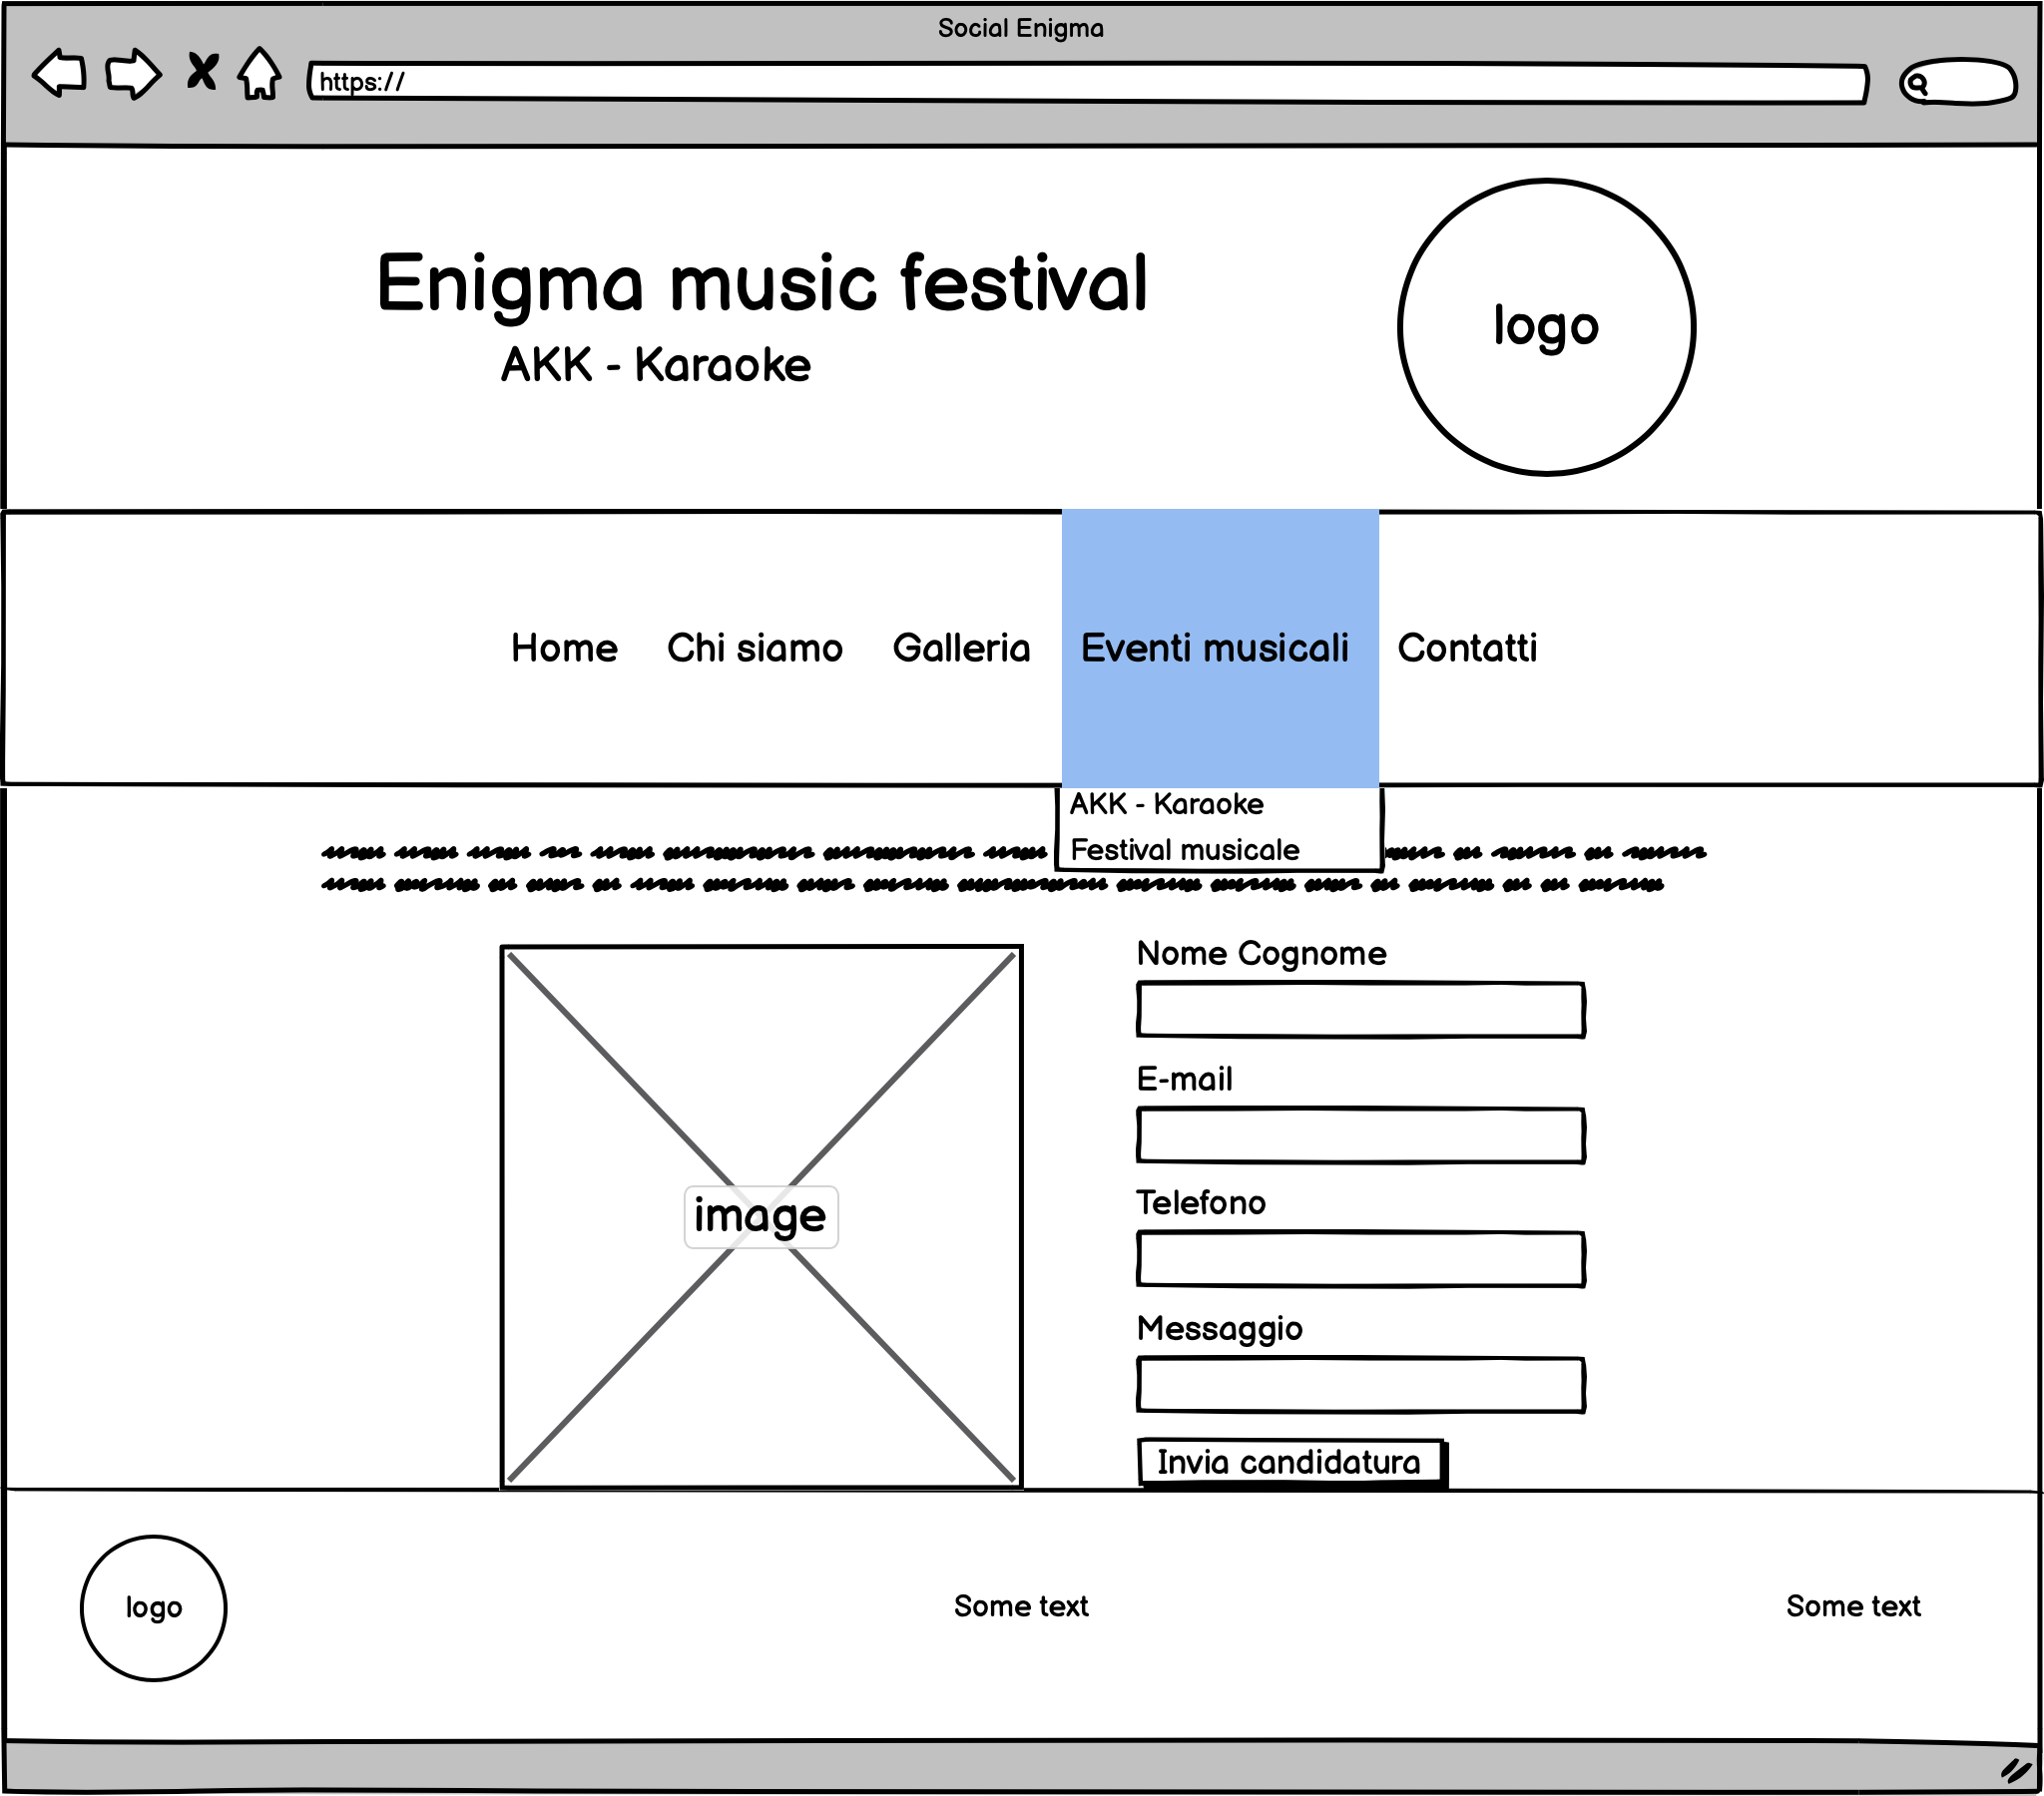 Social Enigma
https://
Enigma music festival
AKK - Karaoke
logo
Home Chi siamo Galleria Eventi musicali Contatti
AKK - Karaoke
Festival musicale
Nome Cognome
E-mail
Telefono
image
Messaggio
Invia candidatura
logo
Some text
Some text